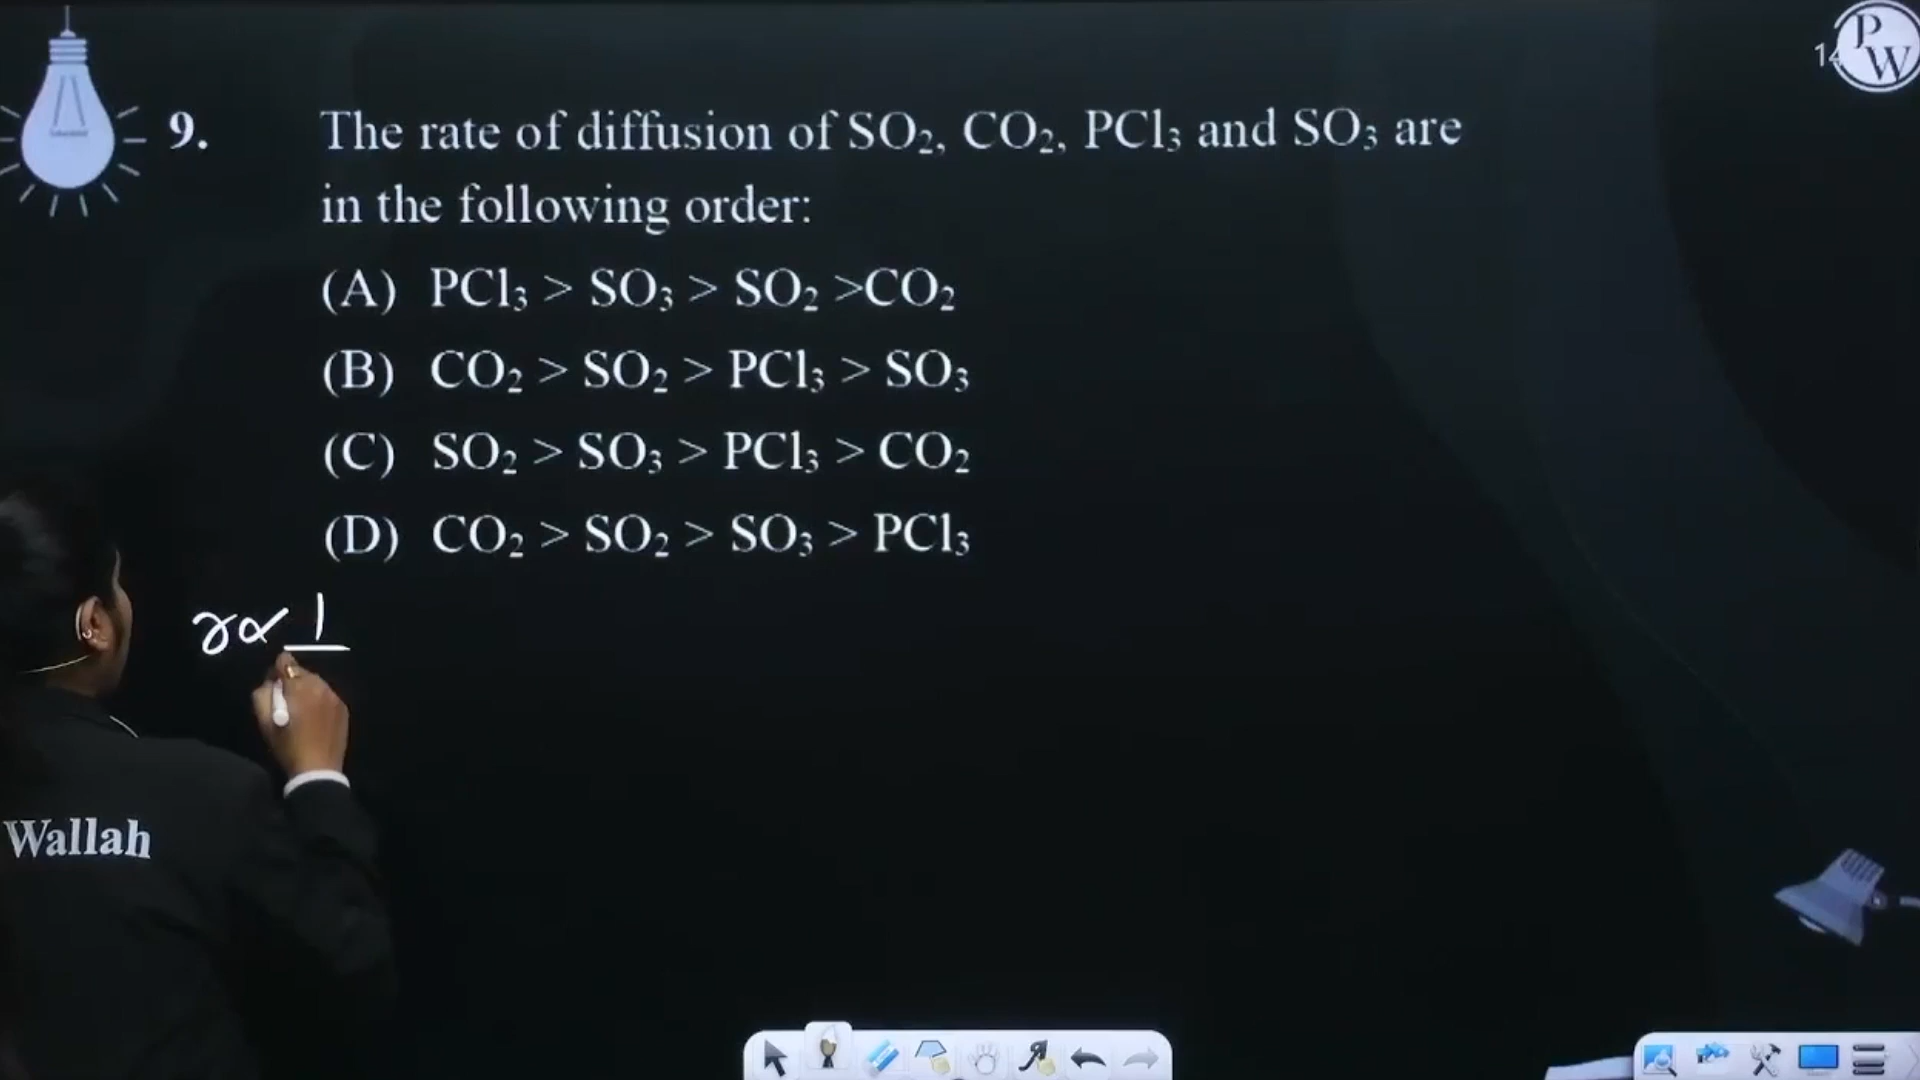 9. The rate of diffusion of SO₂, CO₂, PCl₃ and SO₃ are
in the following order:
(A) PCl₃ > SO₃ > SO₂ >CO₂
(B) CO₂ > SO₂ > PCl₃ > SO₃
(C) SO₂ > SO₃ > PCl₃ > CO₂
(D) CO₂ > SO₂ > SO₃ > PCl₃
r ∝ 1
Wallah
PW